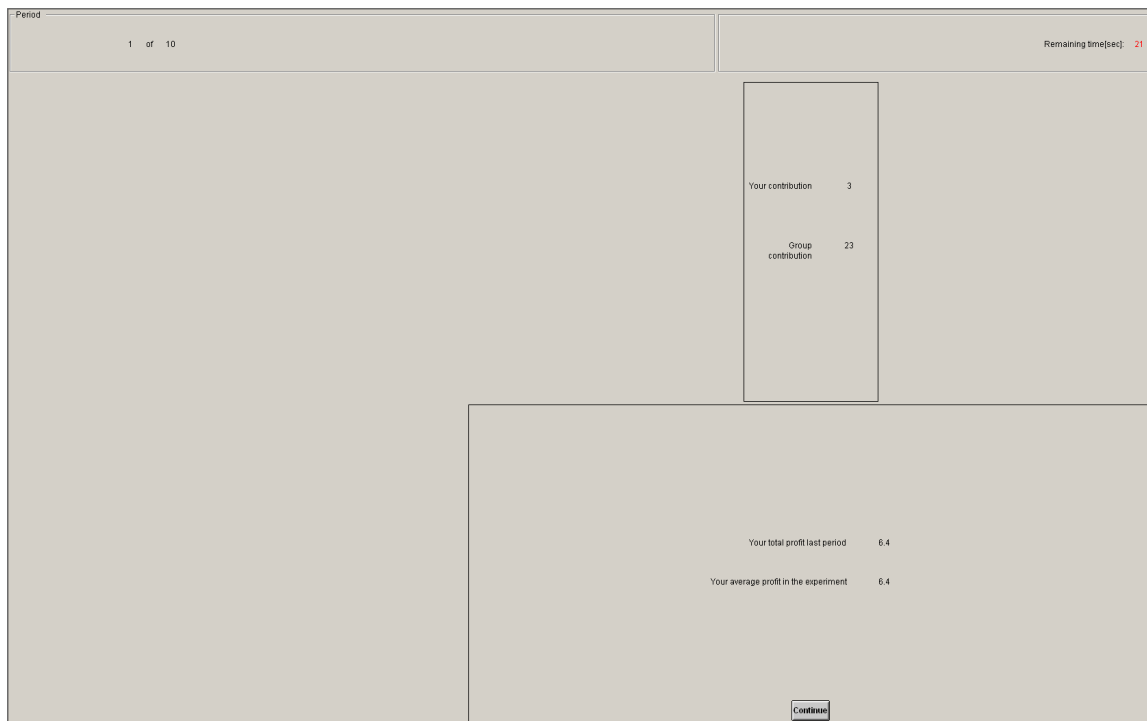 Period
1 of 10
Remaining time[sec]: 21
Your contribution 3
Group 23
contribution
Your total profit last period 6.4
Your average profit in the experiment 6.4
Continue